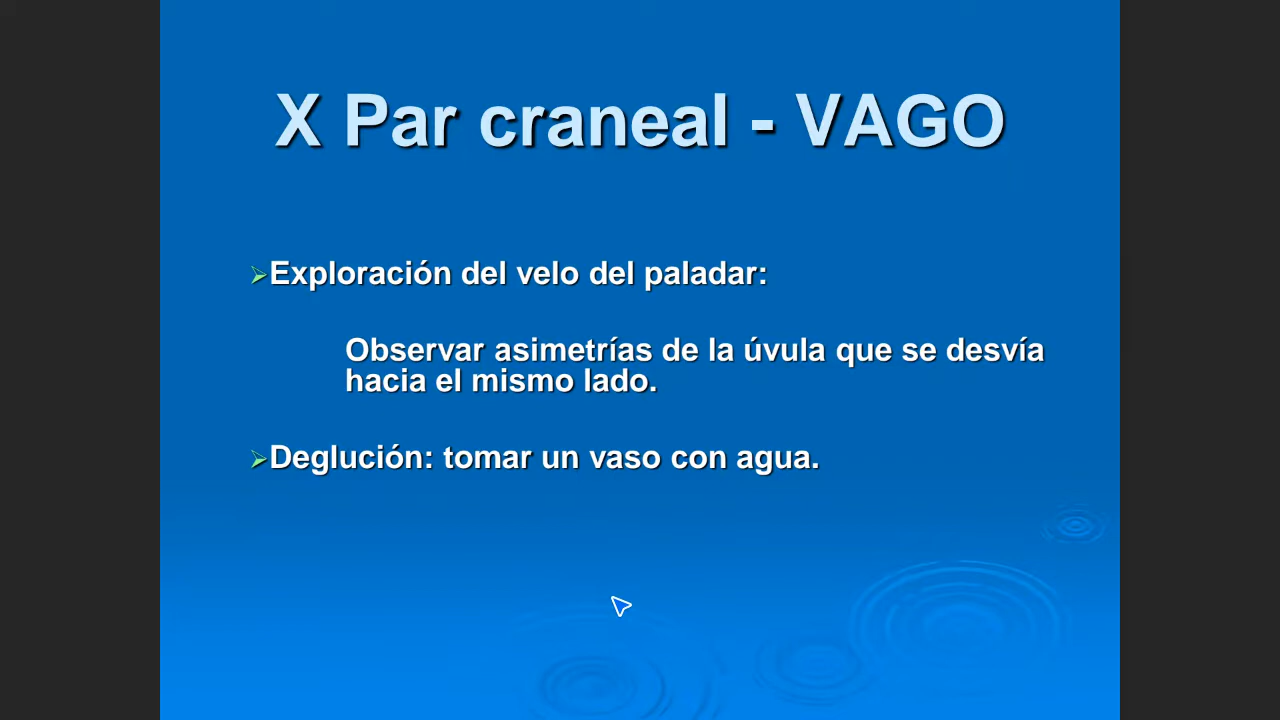 X Par craneal - VAGO
Exploración del velo del paladar:
Observar asimetrías de la úvula que se desvía
hacia el mismo lado.
Deglución: tomar un vaso con agua.